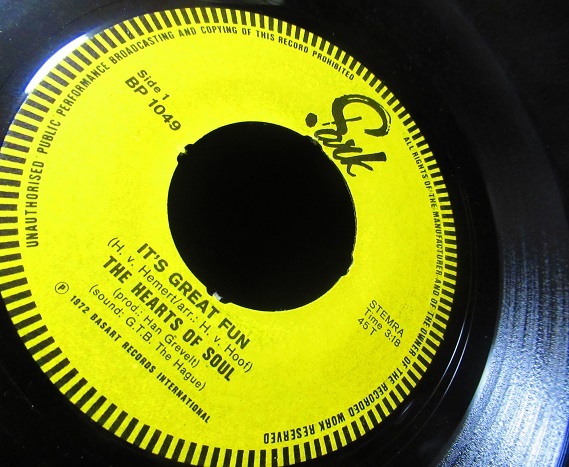 UNAUTHORISED PUBLIC PERFORMANCE BROADCASTING AND COPYING OF THIS RECORD PROHIBITED
ALL RIGHTS OF THE MANUFACTURER AND OF THE OWNER OF THE RECORDED WORK RESERVED
Side 1
BP 1049
Park
STEMRA
Time 3:18
45 T
IT'S GREAT FUN
(H. v. Hemert/arr.: H. v. Hoof)
THE HEARTS OF SOUL
(prod: Han Grevelt)
(sound: G.T.B. The Hague)
℗ 1972 BASART RECORDS INTERNATIONAL